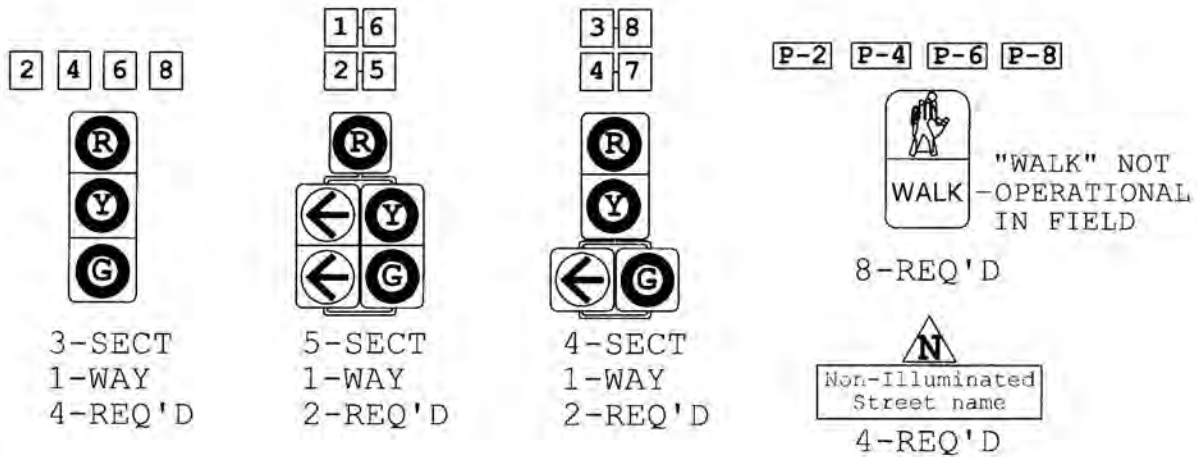 2 4 6 8
R
Y
G
3-SECT
1-WAY
4-REQ'D
1 6
2 5
R
Y
G
5-SECT
1-WAY
2-REQ'D
3 8
4 7
R
Y
G
4-SECT
1-WAY
2-REQ'D
P-2 P-4 P-6 P-8
WALK
"WALK" NOT
OPERATIONAL
IN FIELD
8-REQ'D
N
Non-Illuminated
Street name
4-REQ'D